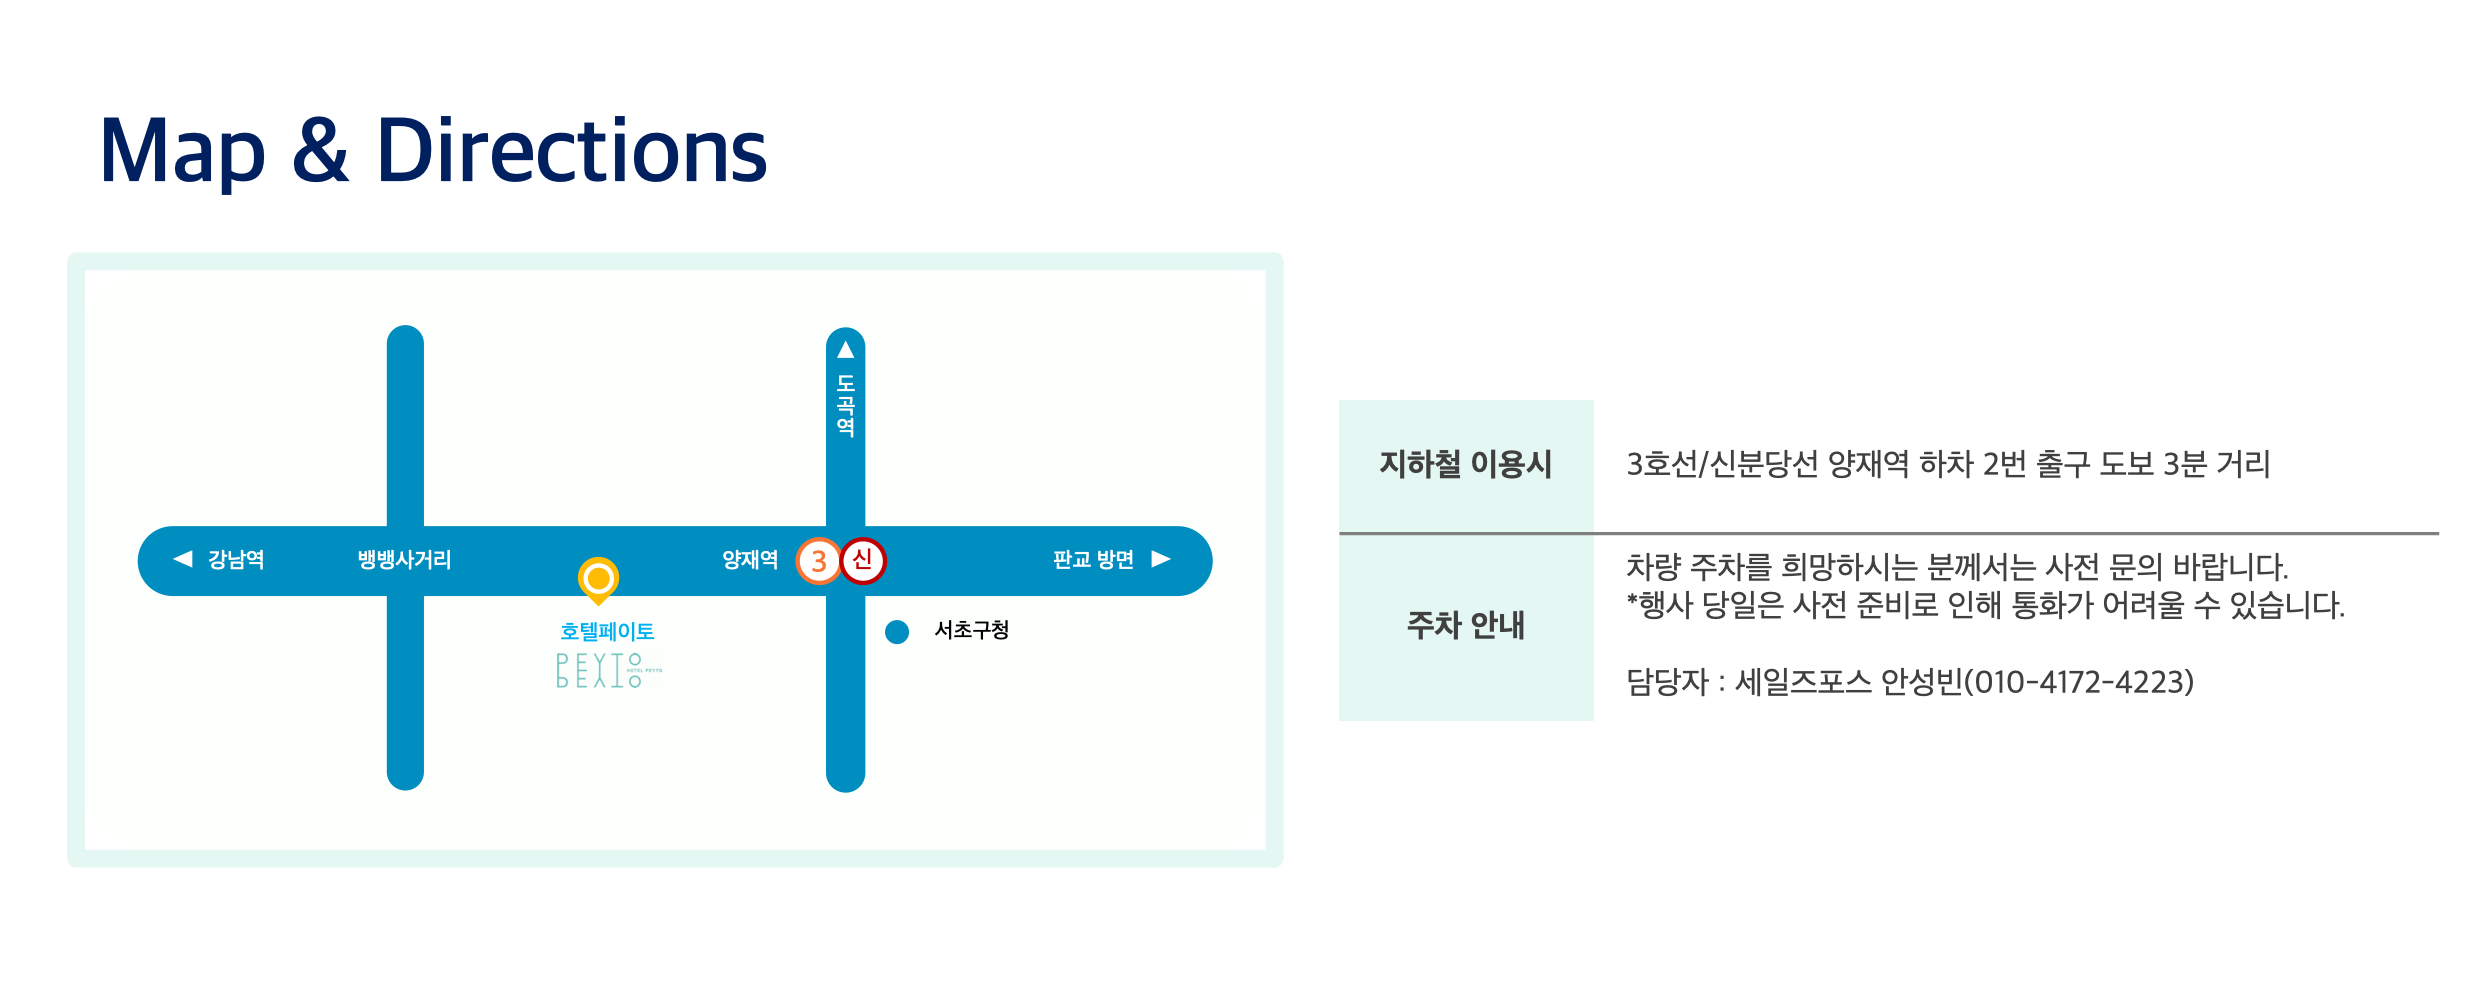 Map & Directions
도곡역
강남역
뱅뱅사거리
양재역
3
신
판교 방면
호텔페이토
PEYTO
HOTEL PEYTO
서초구청
지하철 이용시
3호선/신분당선 양재역 하차 2번 출구 도보 3분 거리
주차 안내
차량 주차를 희망하시는 분께서는 사전 문의 바랍니다.
*행사 당일은 사전 준비로 인해 통화가 어려울 수 있습니다.
담당자 : 세일즈포스 안성빈(010-4172-4223)